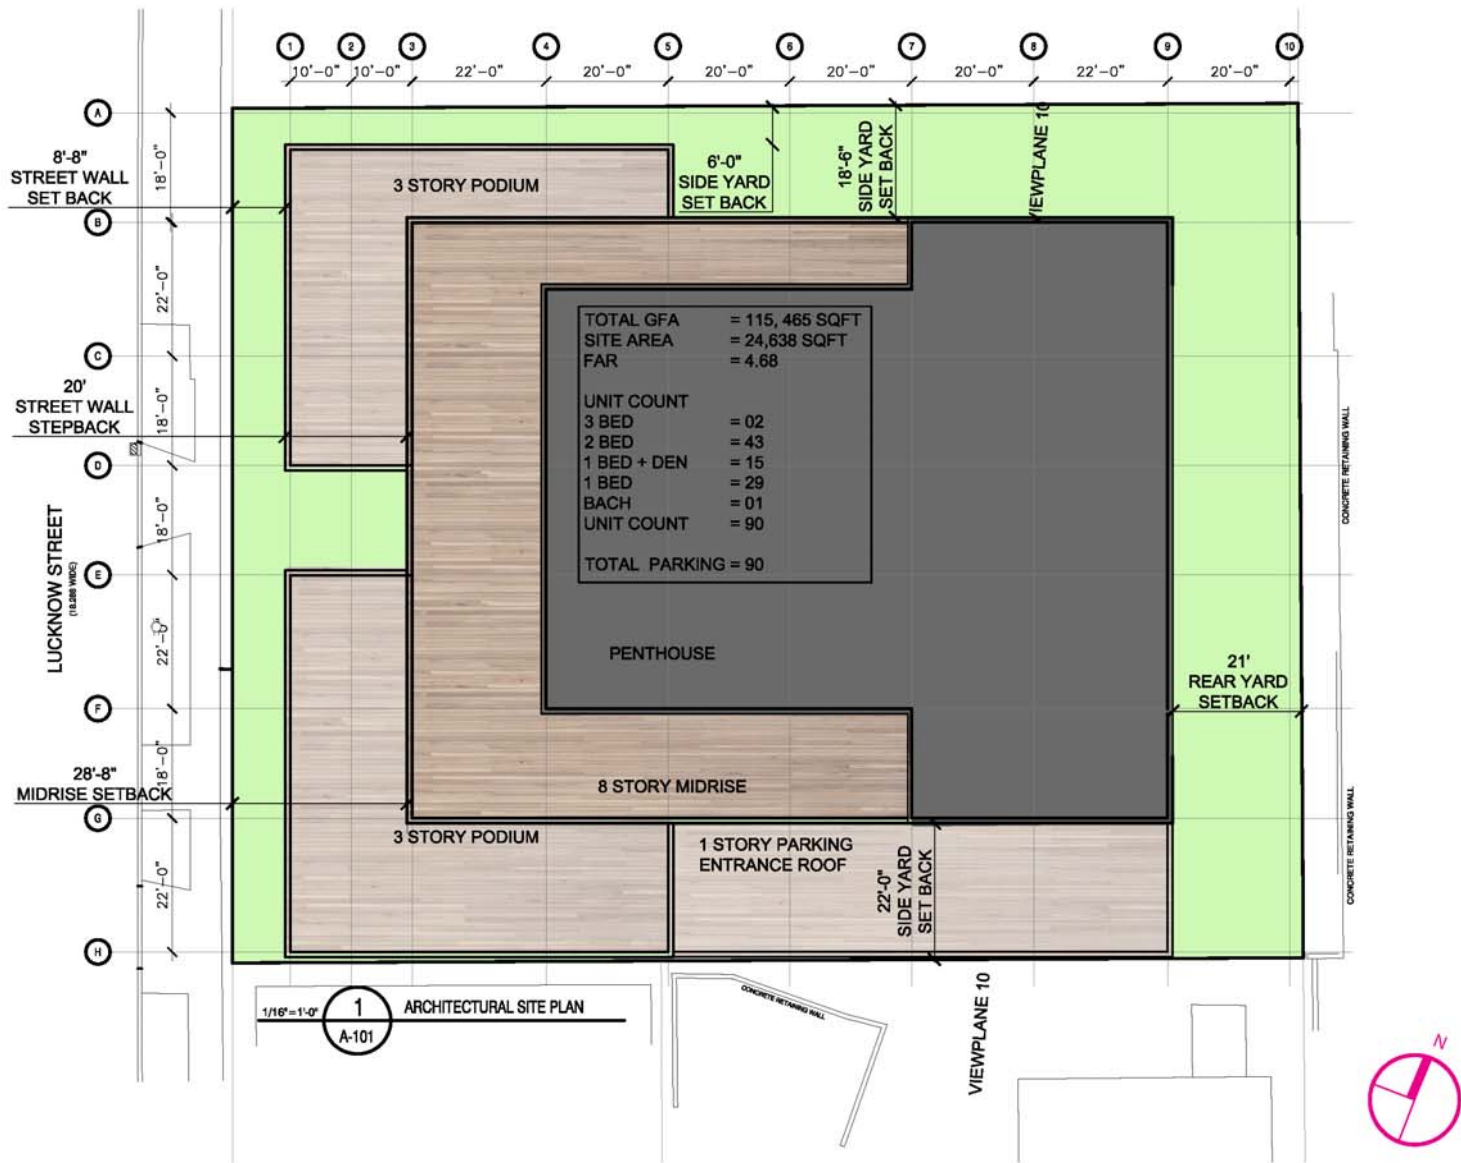 1 2 3 4 5 6 7 8 9 10
10'-0" 10'-0" 22'-0" 20'-0" 20'-0" 20'-0" 20'-0" 22'-0" 20'-0"
A
18'-0"
8'-8"
STREET WALL
SET BACK
B
22'-0"
C
20'
STREET WALL
STEPBACK
18'-0"
D
18'-0"
LUCKNOW STREET
(18.288 WIDE)
E
22'-0"
F
18'-0"
28'-8"
MIDRISE SETBACK
G
22'-0"
H
3 STORY PODIUM
6'-0"
SIDE YARD
SET BACK
18'-6"
SIDE YARD
SET BACK
VIEWPLANE 10
TOTAL GFA = 115, 465 SQFT
SITE AREA = 24,638 SQFT
FAR = 4.68
UNIT COUNT
3 BED = 02
2 BED = 43
1 BED + DEN = 15
1 BED = 29
BACH = 01
UNIT COUNT = 90
TOTAL PARKING = 90
PENTHOUSE
21'
REAR YARD
SETBACK
8 STORY MIDRISE
3 STORY PODIUM
1 STORY PARKING
ENTRANCE ROOF
22'-0"
SIDE YARD
SET BACK
CONCRETE RETAINING WALL
CONCRETE RETAINING WALL
1/16"=1'-0"
1
A-101
ARCHITECTURAL SITE PLAN
CONCRETE RETAINING WALL
VIEWPLANE 10
N